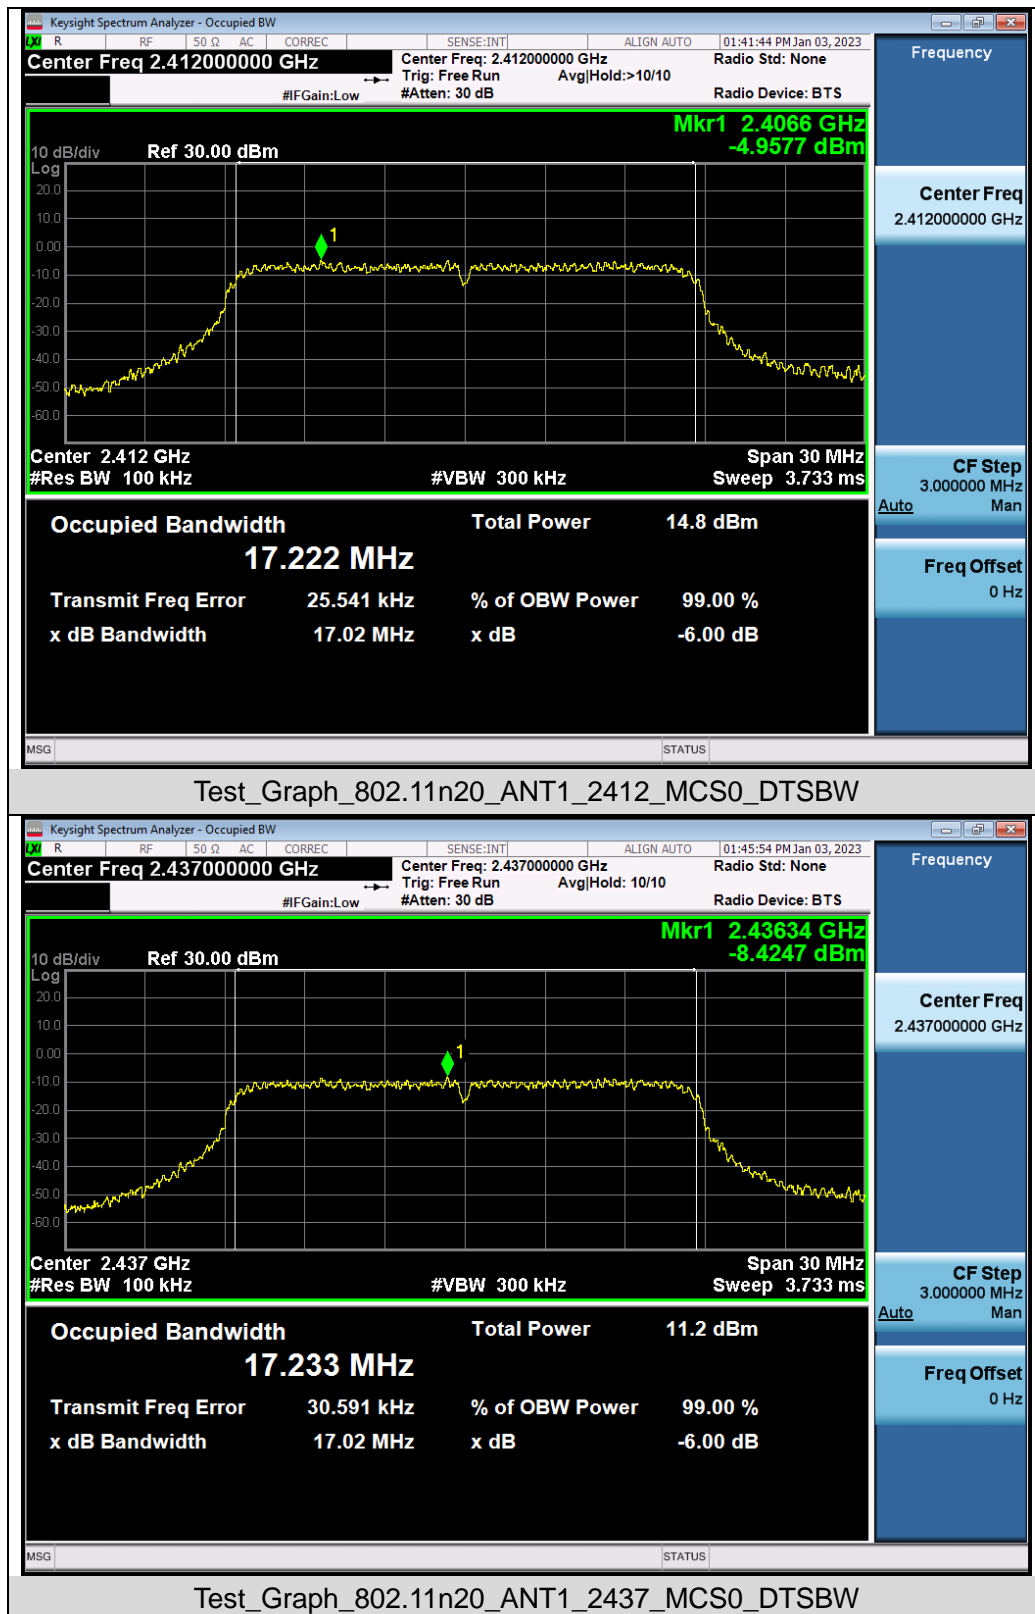 Keysight Spectrum Analyzer - Occupied BW
LXI R RF 50 Ω AC CORREC SENSE:INT ALIGN AUTO 01:41:44 PM Jan 03, 2023
Center Freq 2.412000000 GHz
Center Freq: 2.412000000 GHz
Radio Std: None
Trig: Free Run Avg|Hold:>10/10
#IFGain:Low
#Atten: 30 dB
Radio Device: BTS
Frequency
Mkr1 2.4066 GHz
-4.9577 dBm
10 dB/div Ref 30.00 dBm
Log
20.0
10.0
0.00
-10.0
-20.0
-30.0
-40.0
-50.0
-60.0
1
Center Freq
2.412000000 GHz
Center 2.412 GHz
Span 30 MHz
#Res BW 100 kHz
#VBW 300 kHz
Sweep 3.733 ms
CF Step
3.000000 MHz
Auto Man
Occupied Bandwidth
Total Power 14.8 dBm
17.222 MHz
Freq Offset
0 Hz
Transmit Freq Error 25.541 kHz
% of OBW Power 99.00 %
x dB Bandwidth 17.02 MHz
x dB -6.00 dB
MSG STATUS
Test_Graph_802.11n20_ANT1_2412_MCS0_DTSBW
Keysight Spectrum Analyzer - Occupied BW
LXI R RF 50 Ω AC CORREC SENSE:INT ALIGN AUTO 01:45:54 PM Jan 03, 2023
Center Freq 2.437000000 GHz
Center Freq: 2.437000000 GHz
Radio Std: None
Trig: Free Run Avg|Hold: 10/10
#IFGain:Low
#Atten: 30 dB
Radio Device: BTS
Frequency
Mkr1 2.43634 GHz
-8.4247 dBm
10 dB/div Ref 30.00 dBm
Log
20.0
10.0
0.00
-10.0
-20.0
-30.0
-40.0
-50.0
-60.0
1
Center Freq
2.437000000 GHz
Center 2.437 GHz
Span 30 MHz
#Res BW 100 kHz
#VBW 300 kHz
Sweep 3.733 ms
CF Step
3.000000 MHz
Auto Man
Occupied Bandwidth
Total Power 11.2 dBm
17.233 MHz
Freq Offset
0 Hz
Transmit Freq Error 30.591 kHz
% of OBW Power 99.00 %
x dB Bandwidth 17.02 MHz
x dB -6.00 dB
MSG STATUS
Test_Graph_802.11n20_ANT1_2437_MCS0_DTSBW